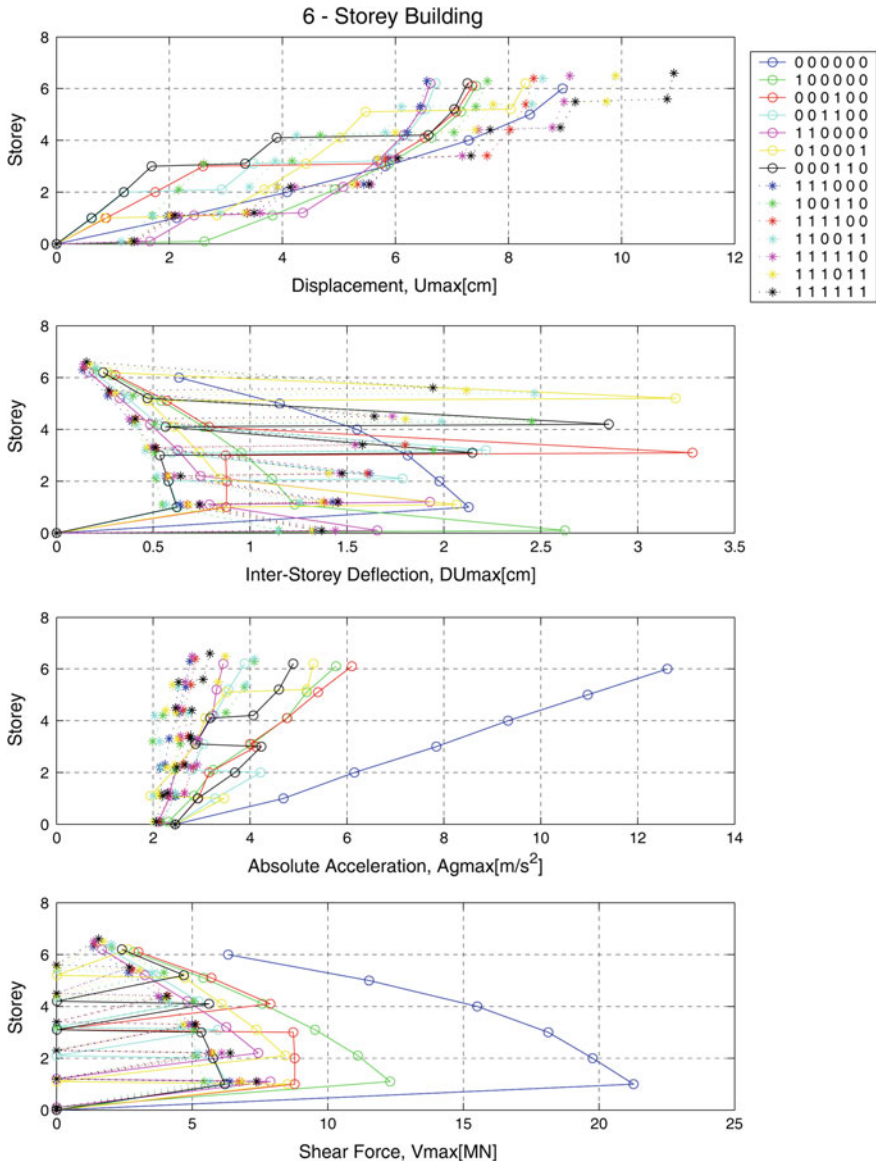 6 - Storey Building
8
6
4
2
0
Storey
0 2 4 6 8 10 12
Displacement, Umax[cm]
0 0 0 0 0 0
1 0 0 0 0 0
0 0 0 1 0 0
0 0 1 1 0 0
1 1 0 0 0 0
0 1 0 0 0 1
0 0 0 1 1 0
1 1 1 0 0 0
1 0 0 1 1 0
1 1 1 1 0 0
1 1 0 0 1 1
1 1 1 1 1 0
1 1 1 0 1 1
1 1 1 1 1 1
8
6
4
2
0
Storey
0 0.5 1 1.5 2 2.5 3 3.5
Inter-Storey Deflection, DUmax[cm]
8
6
4
2
0
Storey
0 2 4 6 8 10 12 14
Absolute Acceleration, Agmax[m/s²]
8
6
4
2
0
Storey
0 5 10 15 20 25
Shear Force, Vmax[MN]